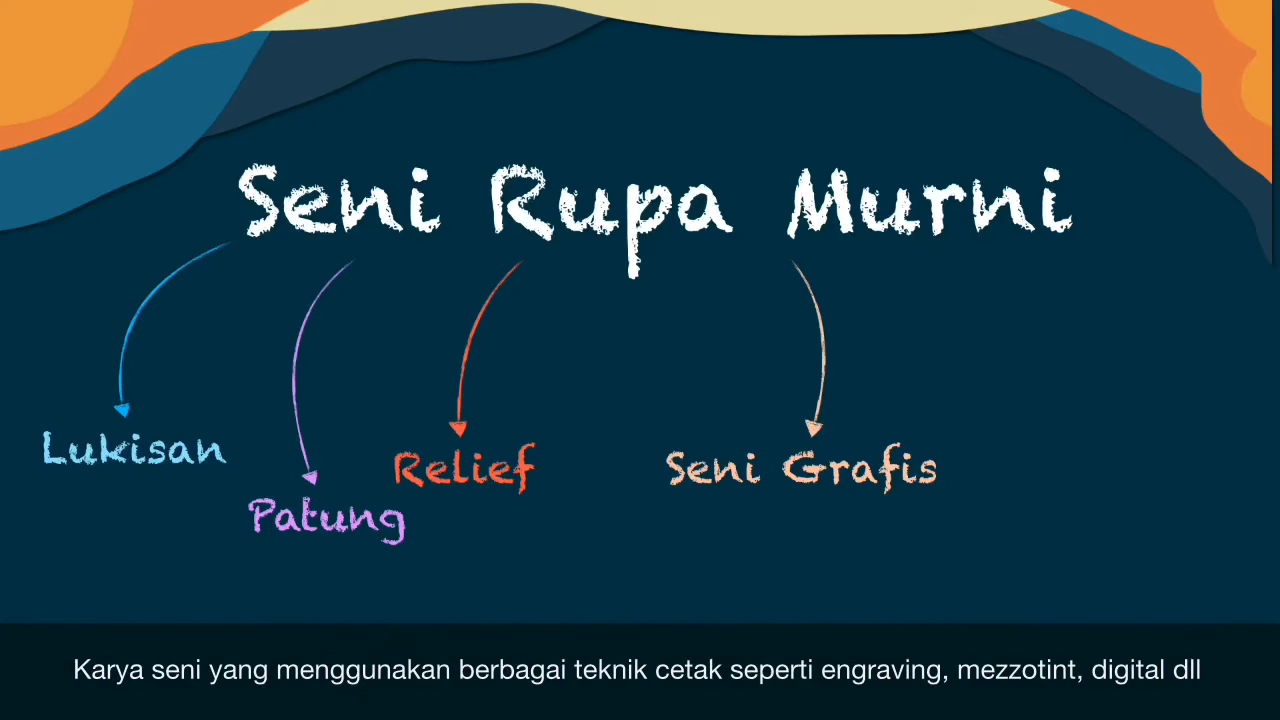 Seni Rupa Murni
Lukisan
Patung
Relief
Seni Grafis
Karya seni yang menggunakan berbagai teknik cetak seperti engraving, mezzotint, digital dll